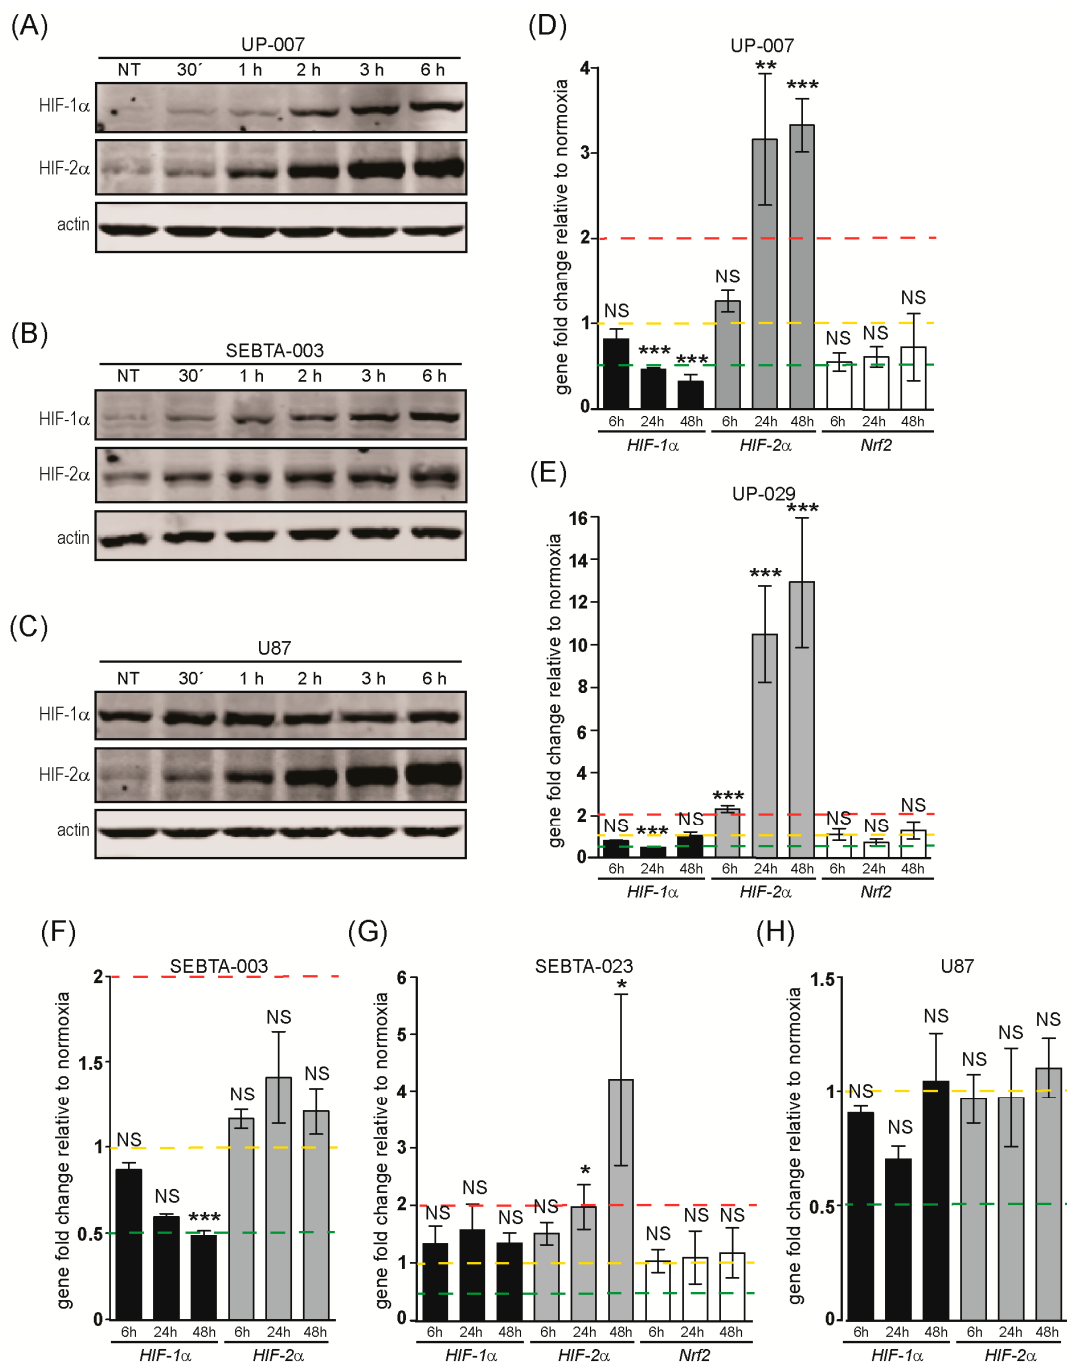 (A)
UP-007
NT 30´ 1 h 2 h 3 h 6 h
HIF-1α
HIF-2α
actin
(B)
SEBTA-003
NT 30´ 1 h 2 h 3 h 6 h
HIF-1α
HIF-2α
actin
(C)
U87
NT 30´ 1 h 2 h 3 h 6 h
HIF-1α
HIF-2α
actin
(D)
UP-007
gene fold change relative to normoxia
4
3
2
1
0
NS *** *** NS ** *** NS NS NS
6h 24h 48h 6h 24h 48h 6h 24h 48h
HIF-1α HIF-2α Nrf2
(E)
UP-029
gene fold change relative to normoxia
16
14
12
10
8
6
4
2
1
0
NS *** NS *** *** *** NS NS NS
6h 24h 48h 6h 24h 48h 6h 24h 48h
HIF-1α HIF-2α Nrf2
(F)
SEBTA-003
gene fold change relative to normoxia
2
1.5
1
0.5
0
NS NS *** NS NS NS
6h 24h 48h 6h 24h 48h
HIF-1α HIF-2α
(G)
SEBTA-023
gene fold change relative to normoxia
6
5
4
3
2
1
0
NS NS NS NS * * NS NS NS
6h 24h 48h 6h 24h 48h 6h 24h 48h
HIF-1α HIF-2α Nrf2
(H)
U87
gene fold change relative to normoxia
1.5
1
0.5
0
NS NS NS NS NS NS
6h 24h 48h 6h 24h 48h
HIF-1α HIF-2α